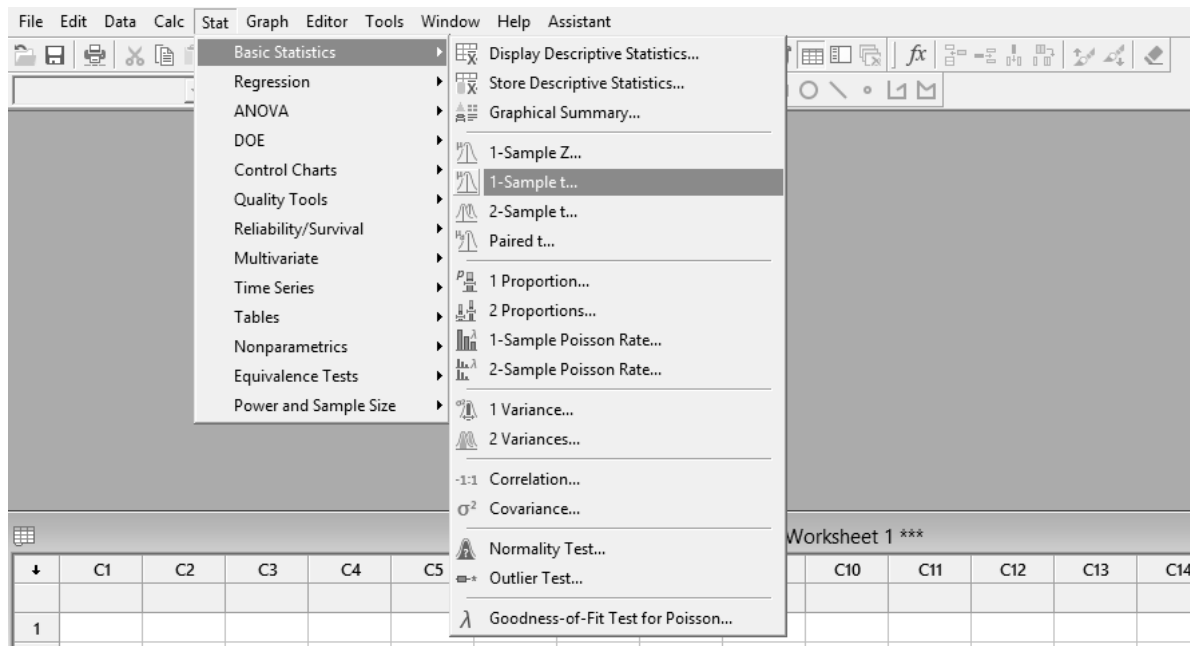 File Edit Data Calc Stat Graph Editor Tools Window Help Assistant
fx
Basic Statistics
Regression
ANOVA
DOE
Control Charts
Quality Tools
Reliability/Survival
Multivariate
Time Series
Tables
Nonparametrics
Equivalence Tests
Power and Sample Size
Display Descriptive Statistics...
Store Descriptive Statistics...
Graphical Summary...
1-Sample Z...
1-Sample t...
2-Sample t...
Paired t...
1 Proportion...
2 Proportions...
1-Sample Poisson Rate...
2-Sample Poisson Rate...
1 Variance...
2 Variances...
-1:1 Correlation...
σ² Covariance...
Normality Test...
Outlier Test...
λ Goodness-of-Fit Test for Poisson...
Worksheet 1 ***
C1 C2 C3 C4 C5 C10 C11 C12 C13 C14
1